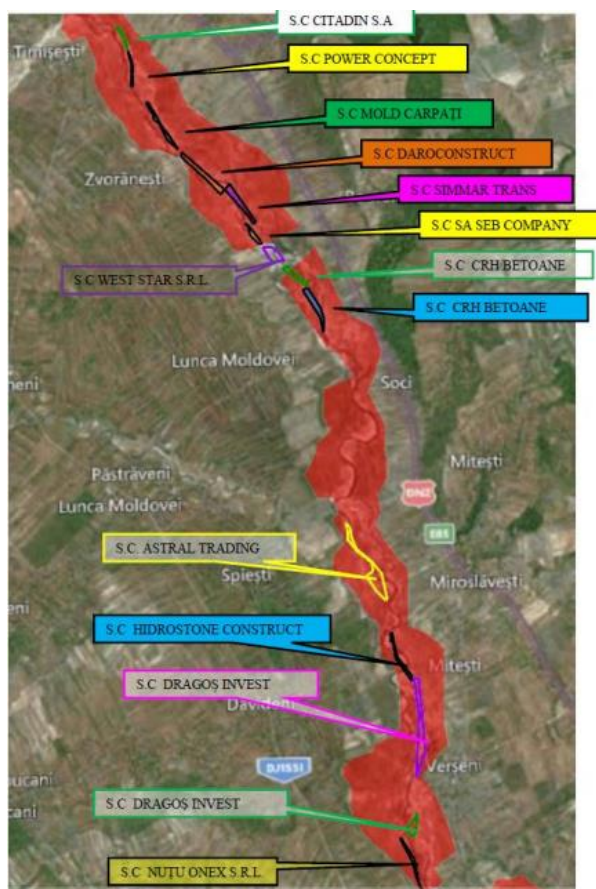 S.C CITADIN S.A
Timișești
S.C POWER CONCEPT
S.C MOLD CARPAȚI
S.C DAROCONSTRUCT
Zvorănești
S.C SIMMAR TRANS
S.C SA SEB COMPANY
S.C WEST STAR S.R.L.
S.C CRH BETOANE
S.C CRH BETOANE
Lunca Moldovei
Soci
Mitești
Păstrăveni
Lunca Moldovei
DN2
E85
S.C. ASTRAL TRADING
Spiești
Miroslăvești
S.C HIDROSTONE CONSTRUCT
Mitești
S.C DRAGOȘ INVEST
Davideni
DJ155I
Verșeni
S.C DRAGOȘ INVEST
S.C NUȚU ONEX S.R.L.